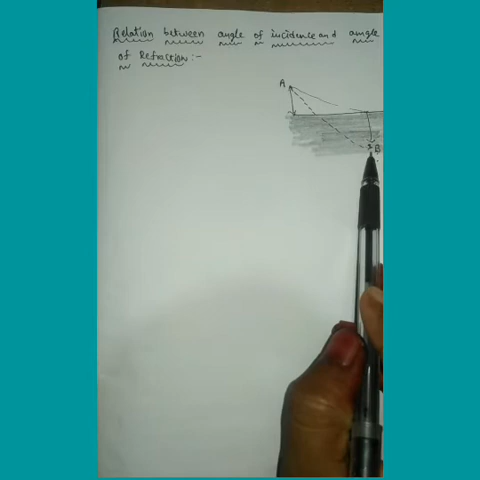 Relation between angle of incidence and angle
of Refraction:-
A
B